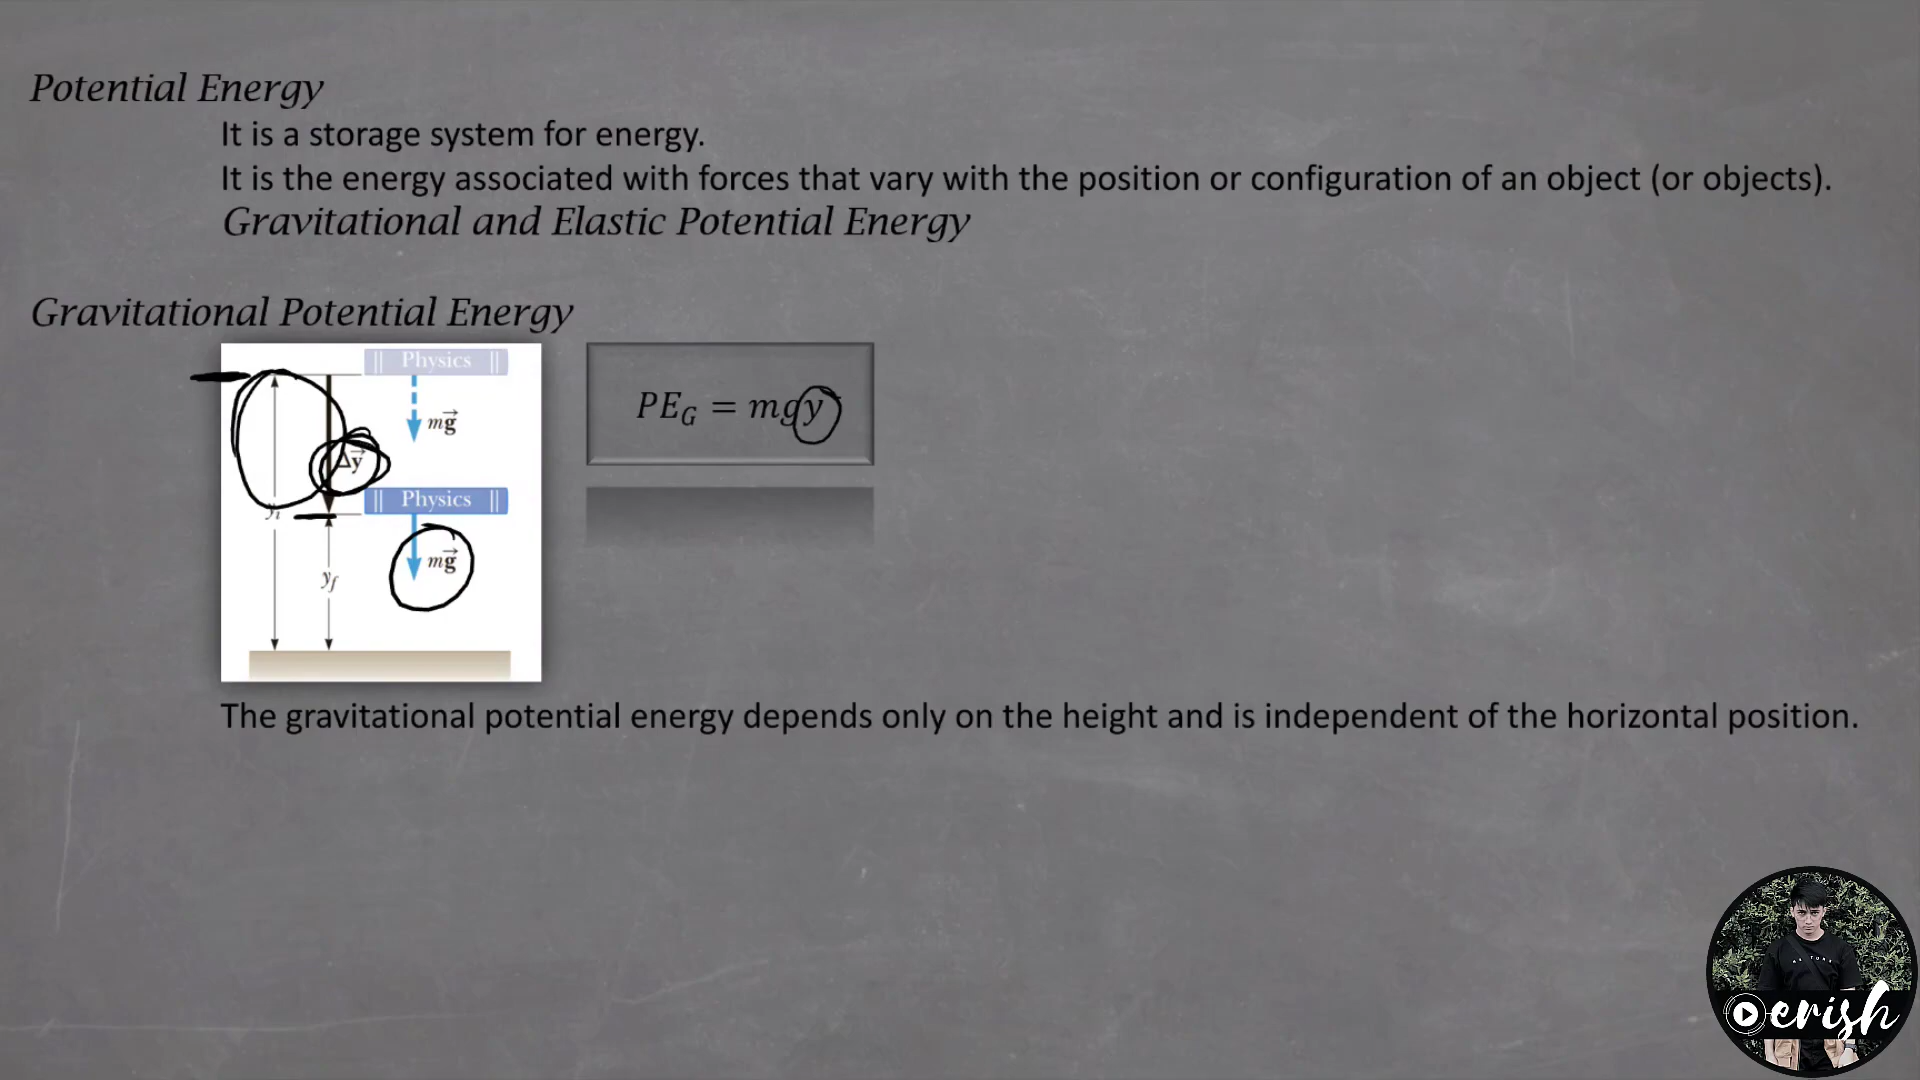 Potential Energy
It is a storage system for energy.
It is the energy associated with forces that vary with the position or configuration of an object (or objects).
Gravitational and Elastic Potential Energy
Gravitational Potential Energy
Physics
mg⃗
Δy⃗
Physics
yᵢ
mg⃗
y_f
PE_G = mgy
The gravitational potential energy depends only on the height and is independent of the horizontal position.
erish